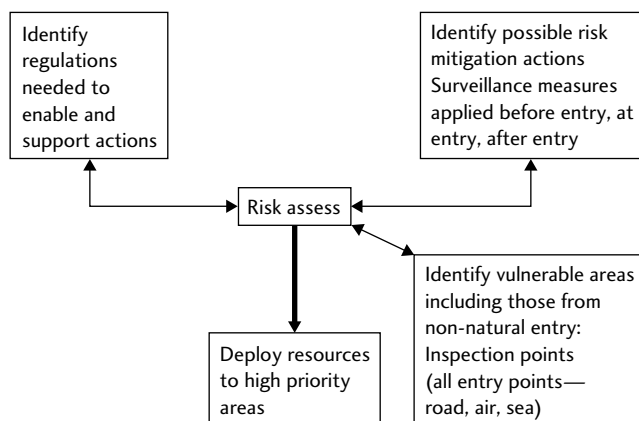 Identify
regulations
needed to
enable and
support actions
Identify possible risk
mitigation actions
Surveillance measures
applied before entry, at
entry, after entry
Risk assess
Identify vulnerable areas
including those from
non-natural entry:
Inspection points
(all entry points—
road, air, sea)
Deploy resources
to high priority
areas